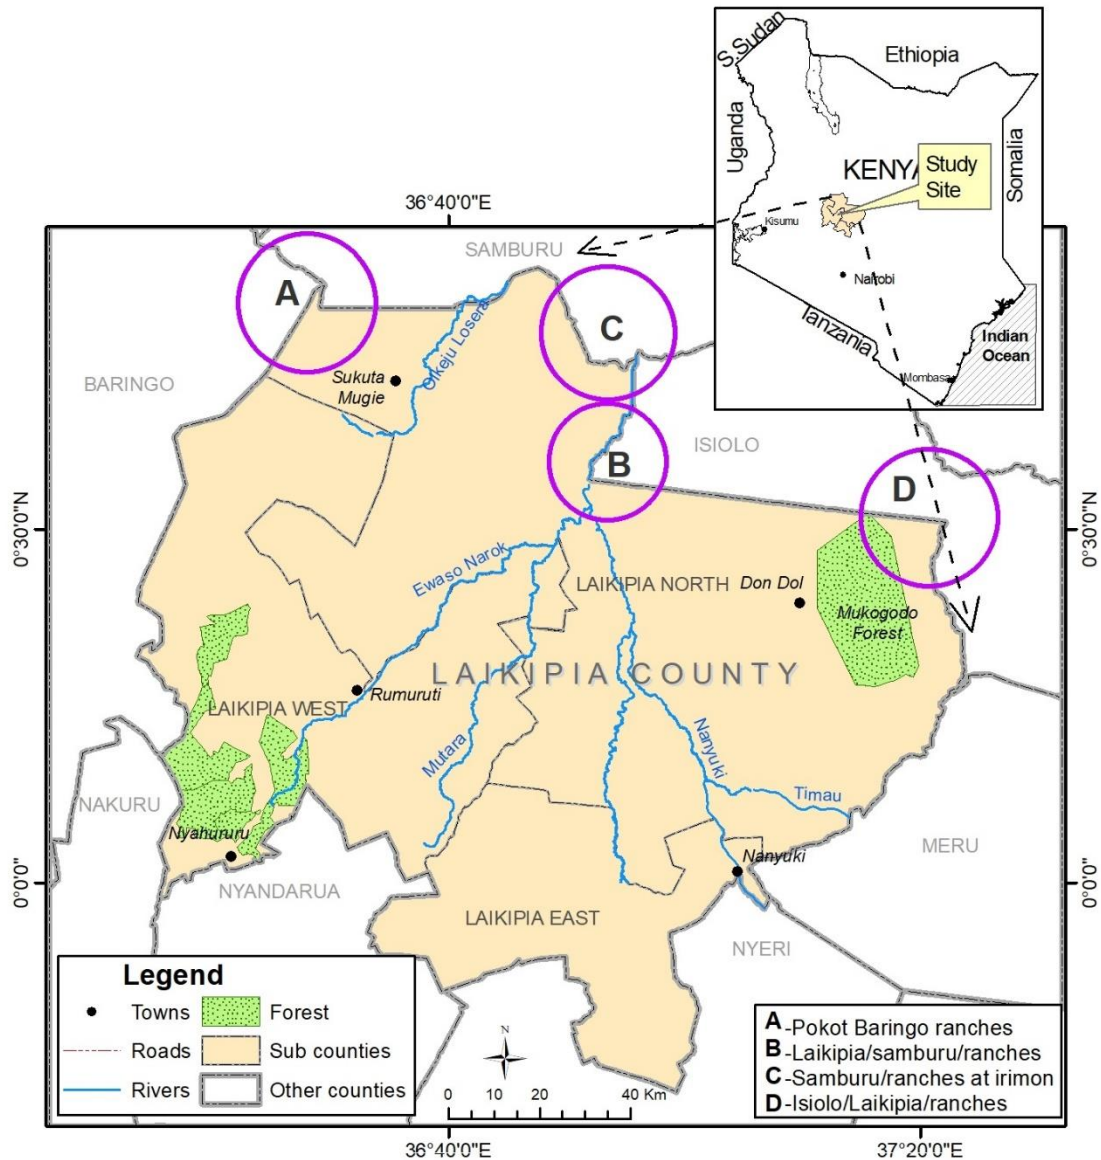 S.Sudan
Ethiopia
Uganda
Somalia
KENYA
Study
Site
Kisumu
Nairobi
Tanzania
Indian
Ocean
Mombasa
36°40'0"E
SAMBURU
A
C
BARINGO
Sukuta
Mugie
Olkeju Losera
ISIOLO
B
D
0°30'0"N
0°30'0"N
Ewaso Narok
LAIKIPIA NORTH
Don Dol
Mukogodo
Forest
LAIKIPIA COUNTY
Rumuruti
LAIKIPIA WEST
Mutara
Nanyuki
Timau
NAKURU
Nyahururu
Nanyuki
MERU
0°0'0"
0°0'0"
NYANDARUA
LAIKIPIA EAST
NYERI
Legend
Towns
Forest
Roads
Sub counties
Rivers
Other counties
N
0 10 20 40 Km
A-Pokot Baringo ranches
B-Laikipia/samburu/ranches
C-Samburu/ranches at irimon
D-Isiolo/Laikipia/ranches
36°40'0"E
37°20'0"E